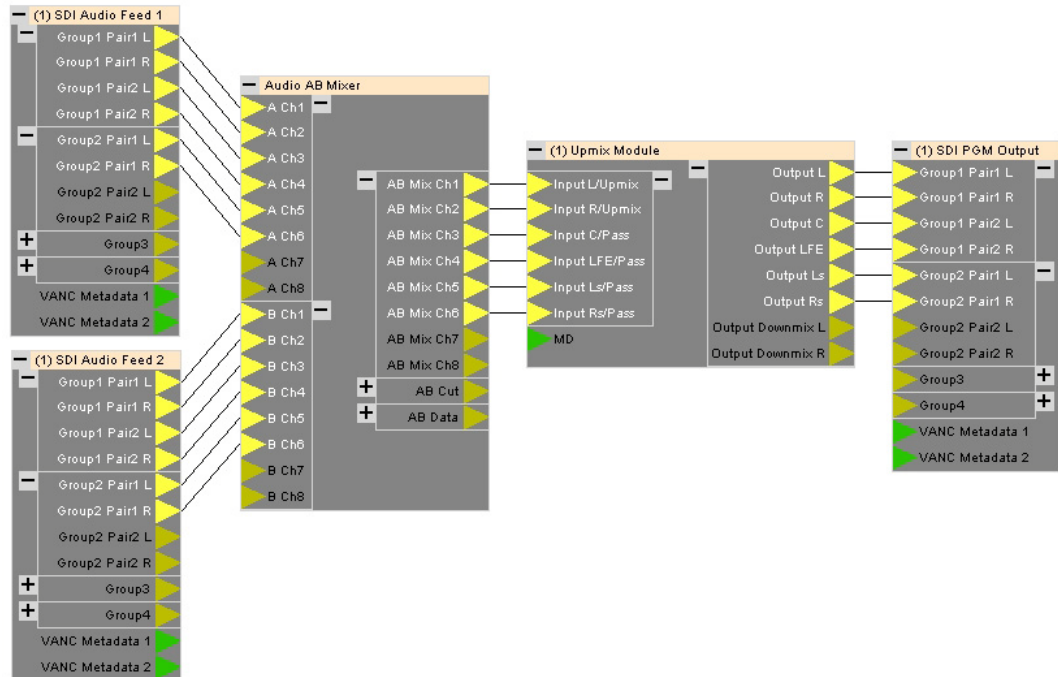 (1) SDI Audio Feed 1
Group1 Pair1 L
Group1 Pair1 R
Group1 Pair2 L
Group1 Pair2 R
Group2 Pair1 L
Group2 Pair1 R
Group2 Pair2 L
Group2 Pair2 R
Group3
Group4
VANC Metadata 1
VANC Metadata 2
(1) SDI Audio Feed 2
Group1 Pair1 L
Group1 Pair1 R
Group1 Pair2 L
Group1 Pair2 R
Group2 Pair1 L
Group2 Pair1 R
Group2 Pair2 L
Group2 Pair2 R
Group3
Group4
VANC Metadata 1
VANC Metadata 2
Audio AB Mixer
A Ch1
A Ch2
A Ch3
A Ch4
A Ch5
A Ch6
A Ch7
A Ch8
B Ch1
B Ch2
B Ch3
B Ch4
B Ch5
B Ch6
B Ch7
B Ch8
AB Mix Ch1
AB Mix Ch2
AB Mix Ch3
AB Mix Ch4
AB Mix Ch5
AB Mix Ch6
AB Mix Ch7
AB Mix Ch8
AB Cut
AB Data
(1) Upmix Module
Input L/Upmix
Input R/Upmix
Input C/Pass
Input LFE/Pass
Input Ls/Pass
Input Rs/Pass
MD
Output L
Output R
Output C
Output LFE
Output Ls
Output Rs
Output Downmix L
Output Downmix R
(1) SDI PGM Output
Group1 Pair1 L
Group1 Pair1 R
Group1 Pair2 L
Group1 Pair2 R
Group2 Pair1 L
Group2 Pair1 R
Group2 Pair2 L
Group2 Pair2 R
Group3
Group4
VANC Metadata 1
VANC Metadata 2